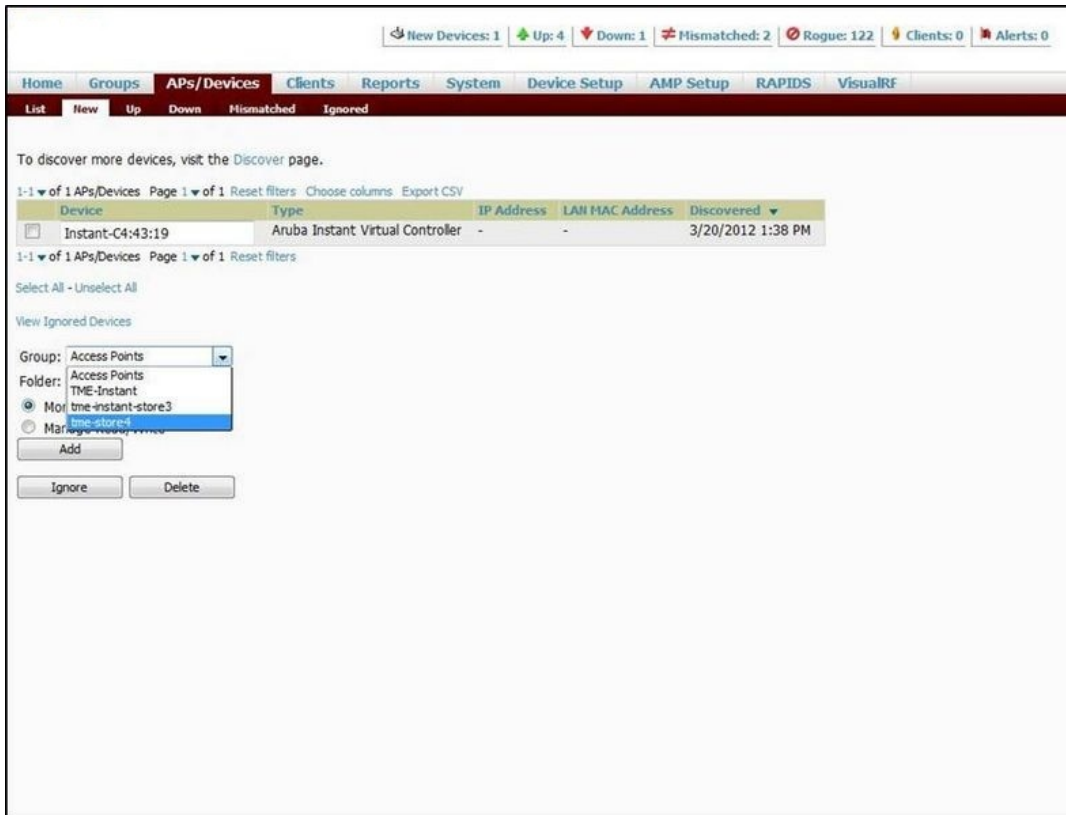 New Devices: 1 Up: 4 Down: 1 Mismatched: 2 Rogue: 122 Clients: 0 Alerts: 0
Home Groups APs/Devices Clients Reports System Device Setup AMP Setup RAPIDS VisualRF
List New Up Down Mismatched Ignored
To discover more devices, visit the Discover page.
1-1 of 1 APs/Devices Page 1 of 1 Reset filters Choose columns Export CSV
Device Type IP Address LAN MAC Address Discovered
Instant-C4:43:19 Aruba Instant Virtual Controller - - 3/20/2012 1:38 PM
1-1 of 1 APs/Devices Page 1 of 1 Reset filters
Select All - Unselect All
View Ignored Devices
Group: Access Points
Folder: Access Points
TME-Instant
Mon tme-instant-store3
tme-store4
Add
Ignore Delete